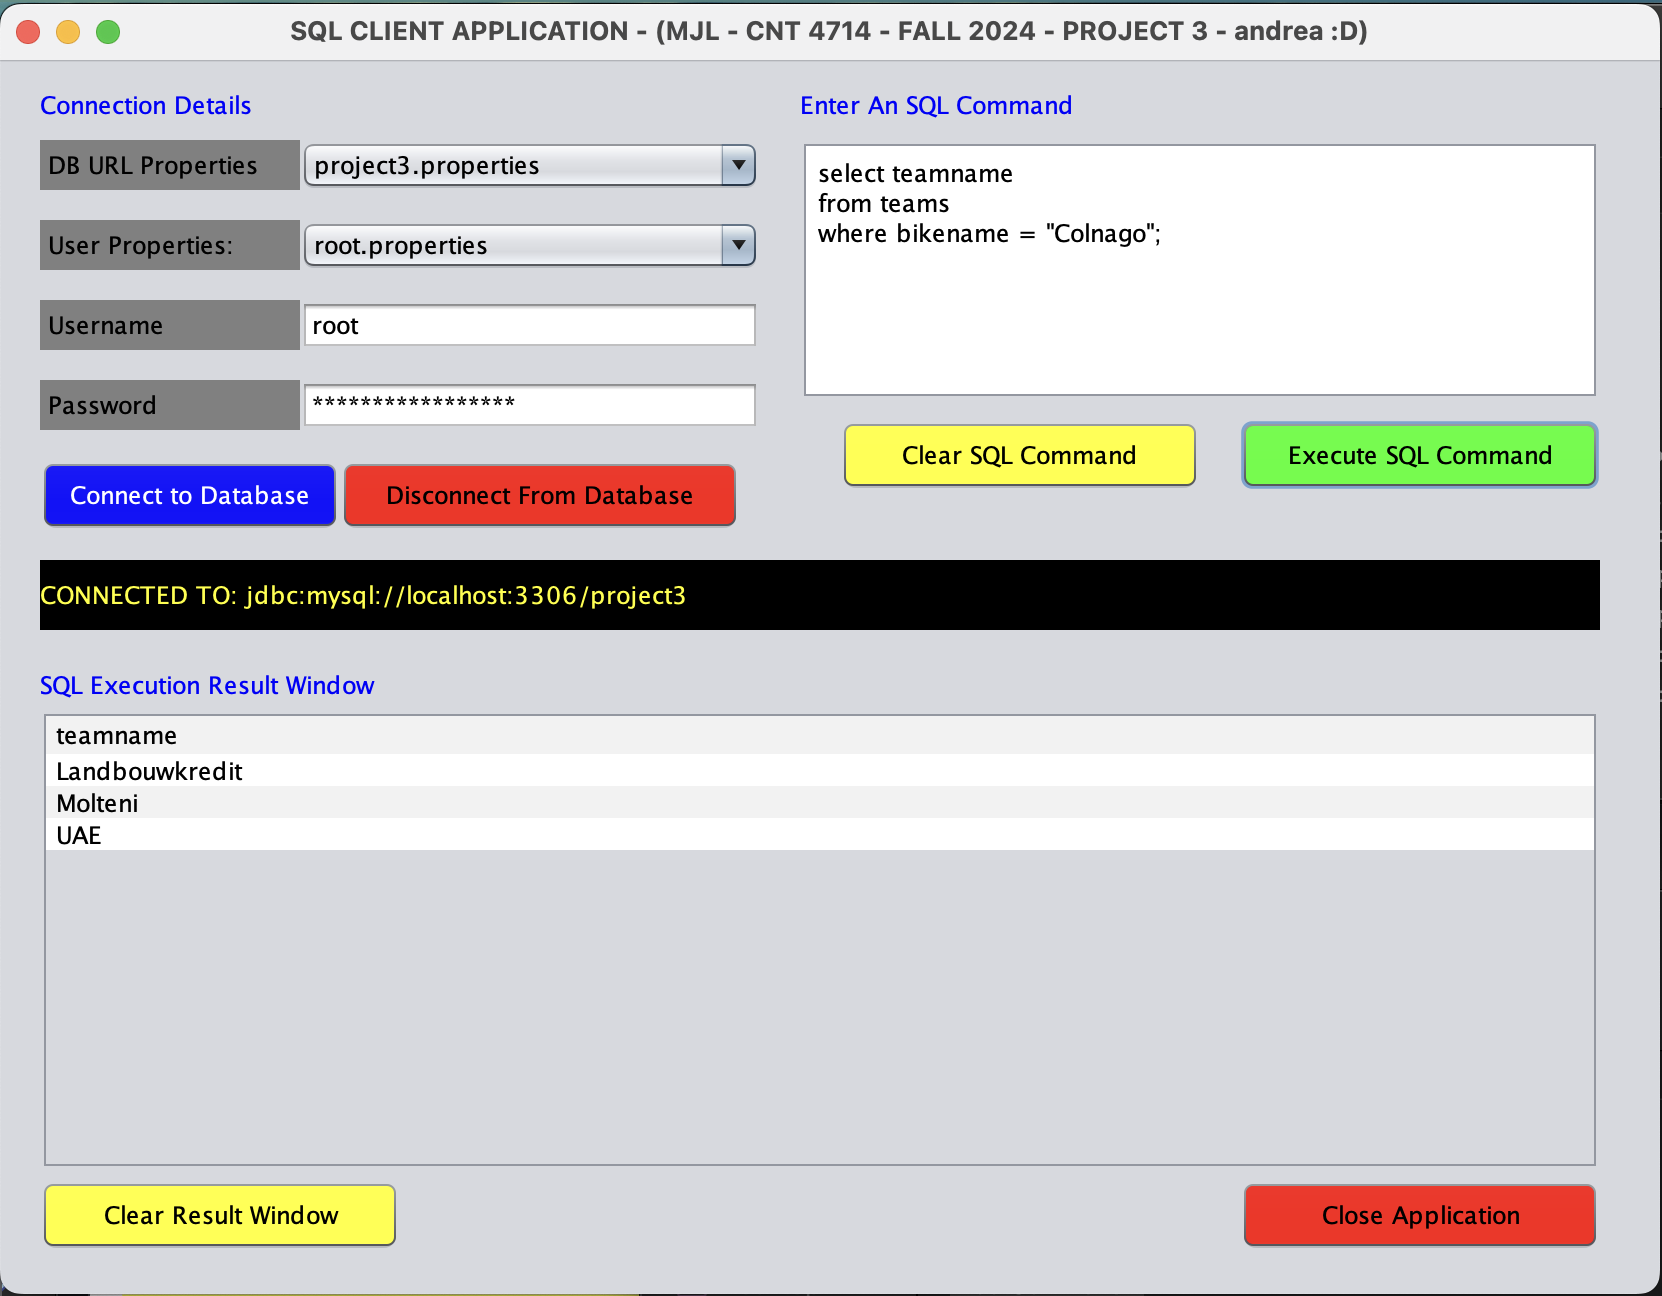 SQL CLIENT APPLICATION - (MJL - CNT 4714 - FALL 2024 - PROJECT 3 - andrea :D)
Connection Details
DB URL Properties
project3.properties
User Properties:
root.properties
Username
root
Password
*****************
Connect to Database
Disconnect From Database
Enter An SQL Command
select teamname
from teams
where bikename = "Colnago";
Clear SQL Command
Execute SQL Command
CONNECTED TO: jdbc:mysql://localhost:3306/project3
SQL Execution Result Window
teamname
Landbouwkredit
Molteni
UAE
Clear Result Window
Close Application